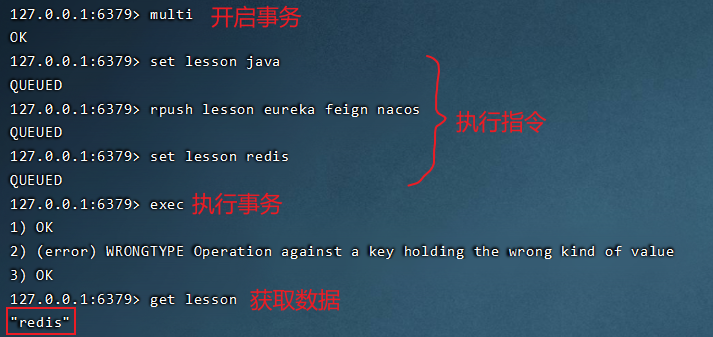 127.0.0.1:6379> multi 开启事务
OK
127.0.0.1:6379> set lesson java
QUEUED
127.0.0.1:6379> rpush lesson eureka feign nacos
QUEUED
执行指令
127.0.0.1:6379> set lesson redis
QUEUED
127.0.0.1:6379> exec 执行事务
1) OK
2) (error) WRONGTYPE Operation against a key holding the wrong kind of value
3) OK
127.0.0.1:6379> get lesson 获取数据
"redis"